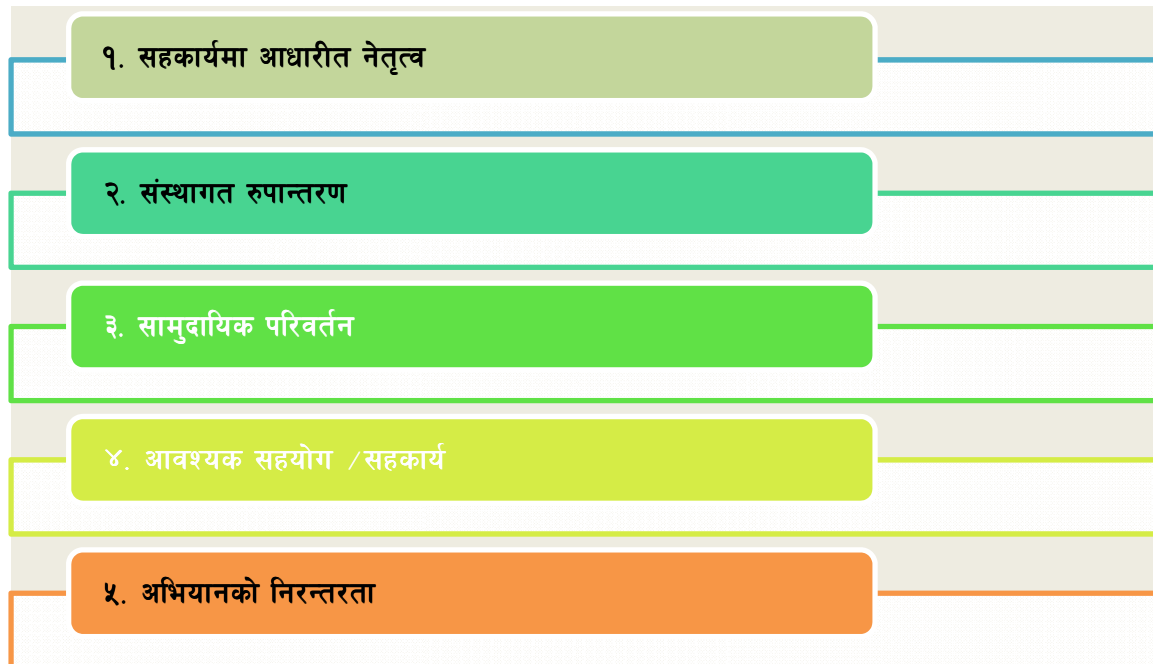 १. सहकार्यमा आधारीत नेतृत्व
२. संस्थागत रुपान्तरण
३. सामुदायिक परिवर्तन
४. आवश्यक सहयोग /सहकार्य
५. अभियानको निरन्तरता